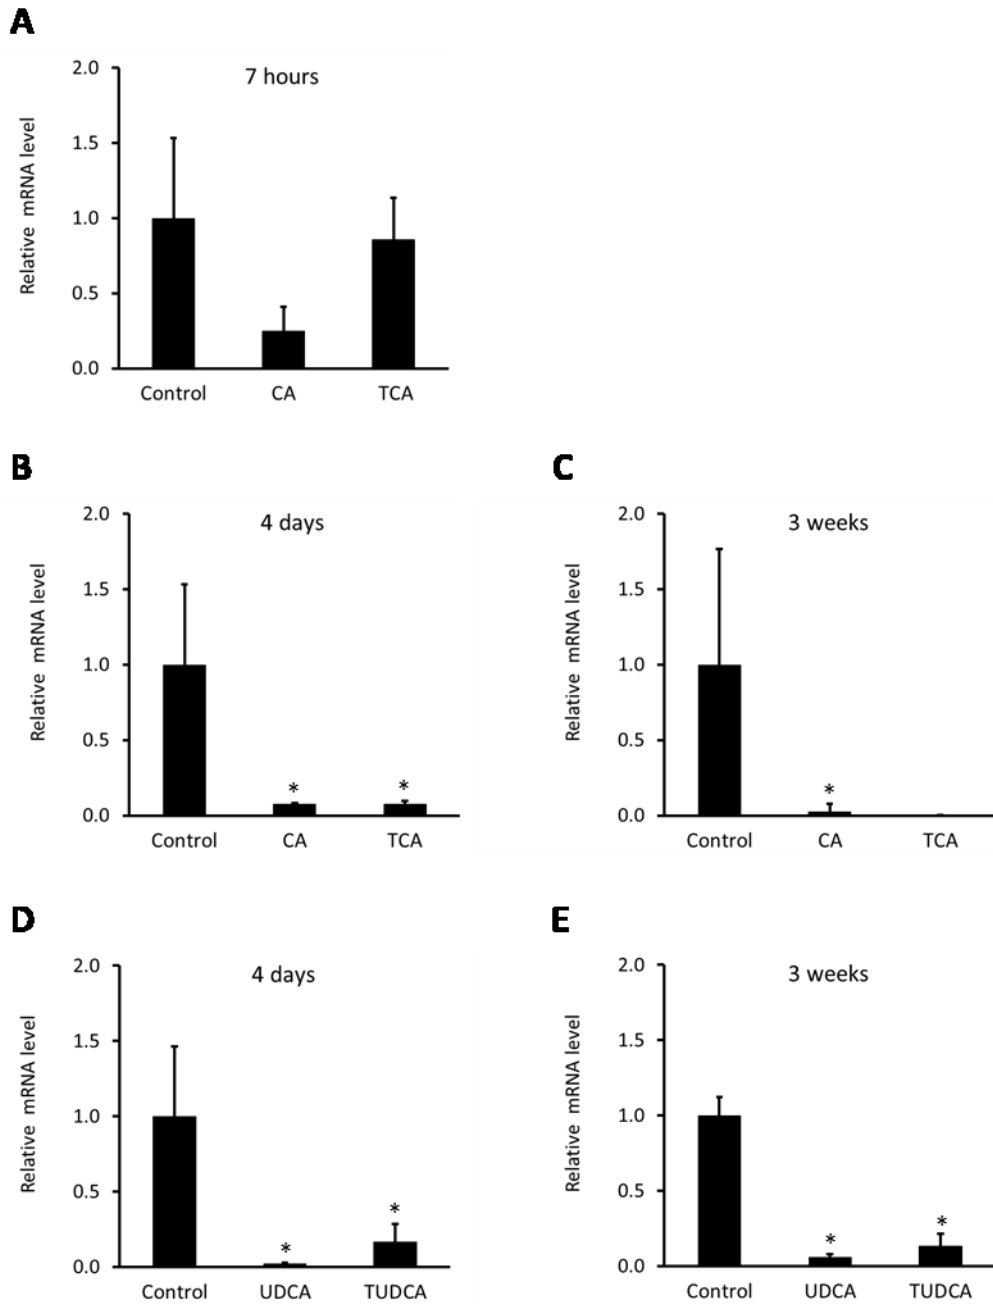 A
7 hours
Relative mRNA level
2.0
1.5
1.0
0.5
0.0
Control CA TCA
B
4 days
Relative mRNA level
2.0
1.5
1.0
0.5
0.0
* *
Control CA TCA
C
3 weeks
Relative mRNA level
2.0
1.5
1.0
0.5
0.0
*
Control CA TCA
D
4 days
Relative mRNA level
2.0
1.5
1.0
0.5
0.0
* *
Control UDCA TUDCA
E
3 weeks
Relative mRNA level
2.0
1.5
1.0
0.5
0.0
* *
Control UDCA TUDCA